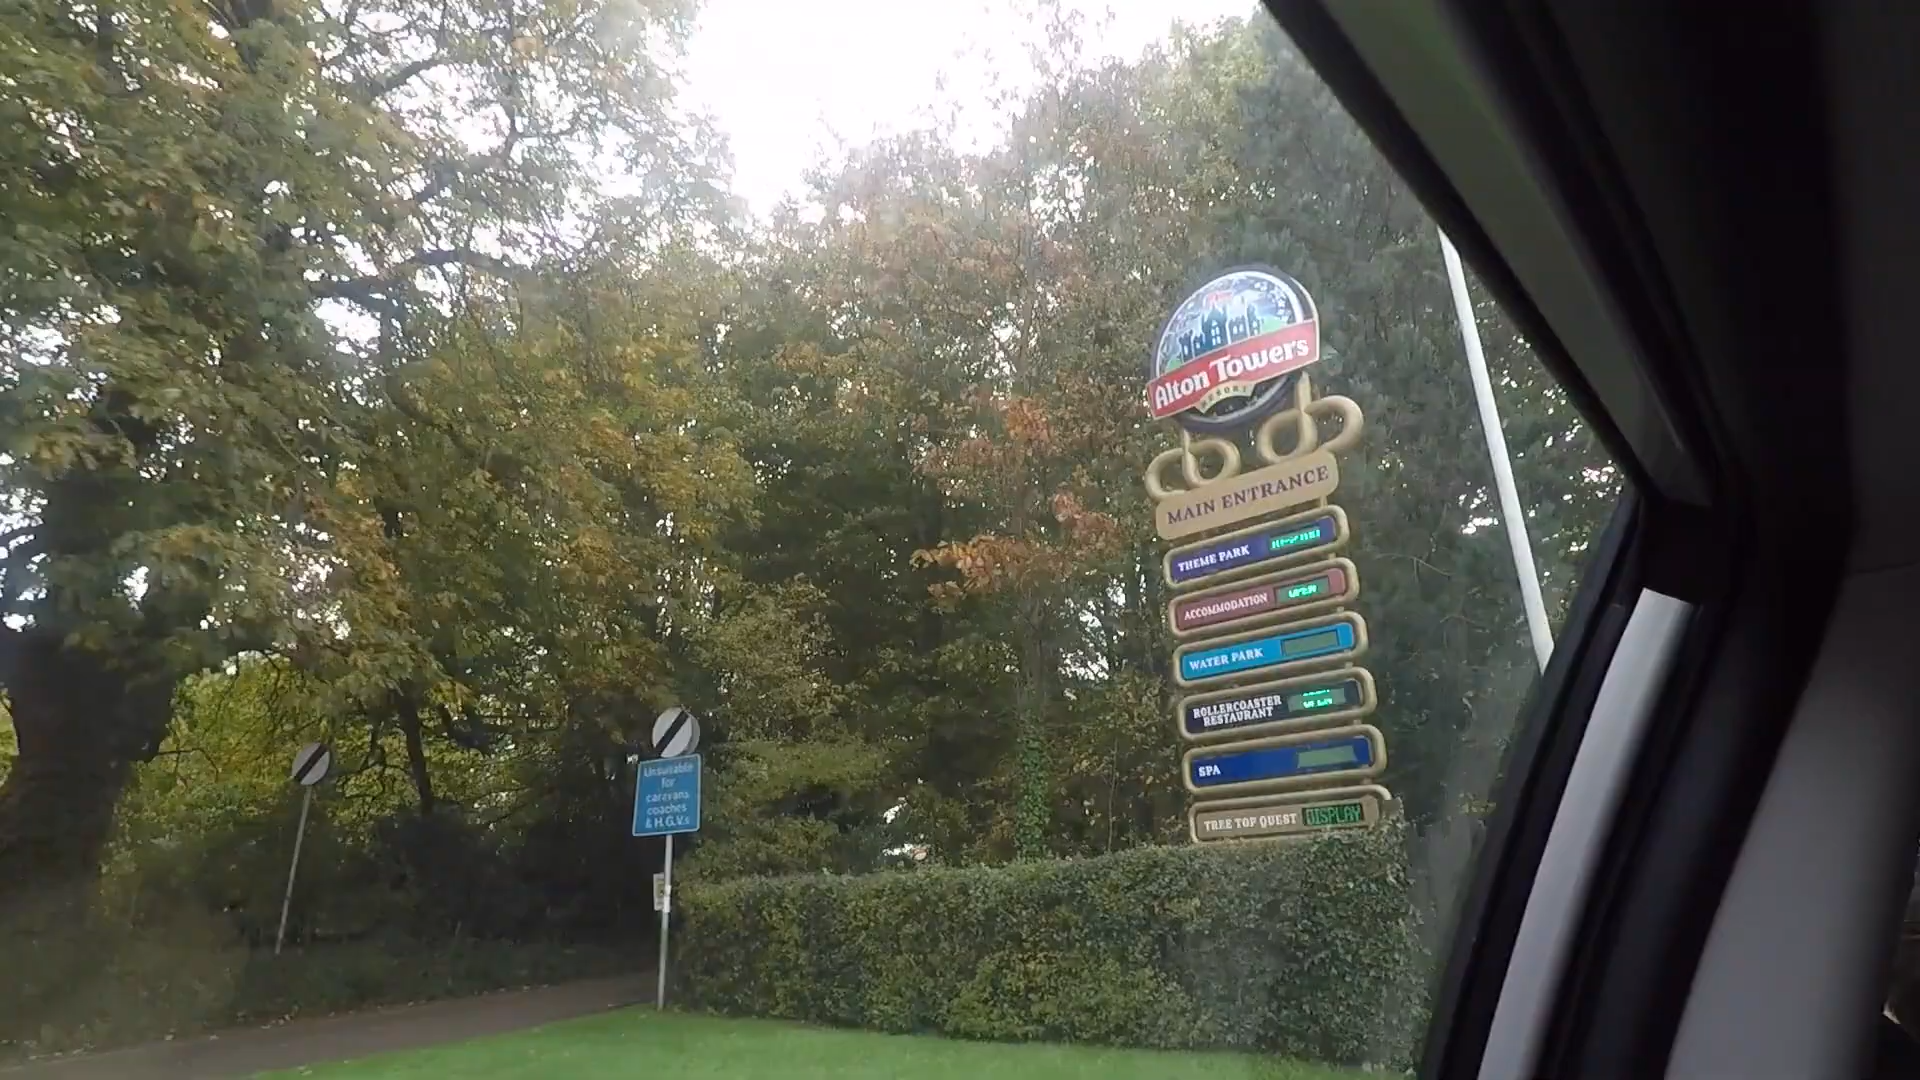 Alton Towers
RESORT
MAIN ENTRANCE
THEME PARK
ACCOMMODATION OPEN
WATER PARK
ROLLERCOASTER
RESTAURANT
SPA
TREE TOP QUEST DISPLAY
Unsuitable
for
caravans
coaches
& H.G.V.s